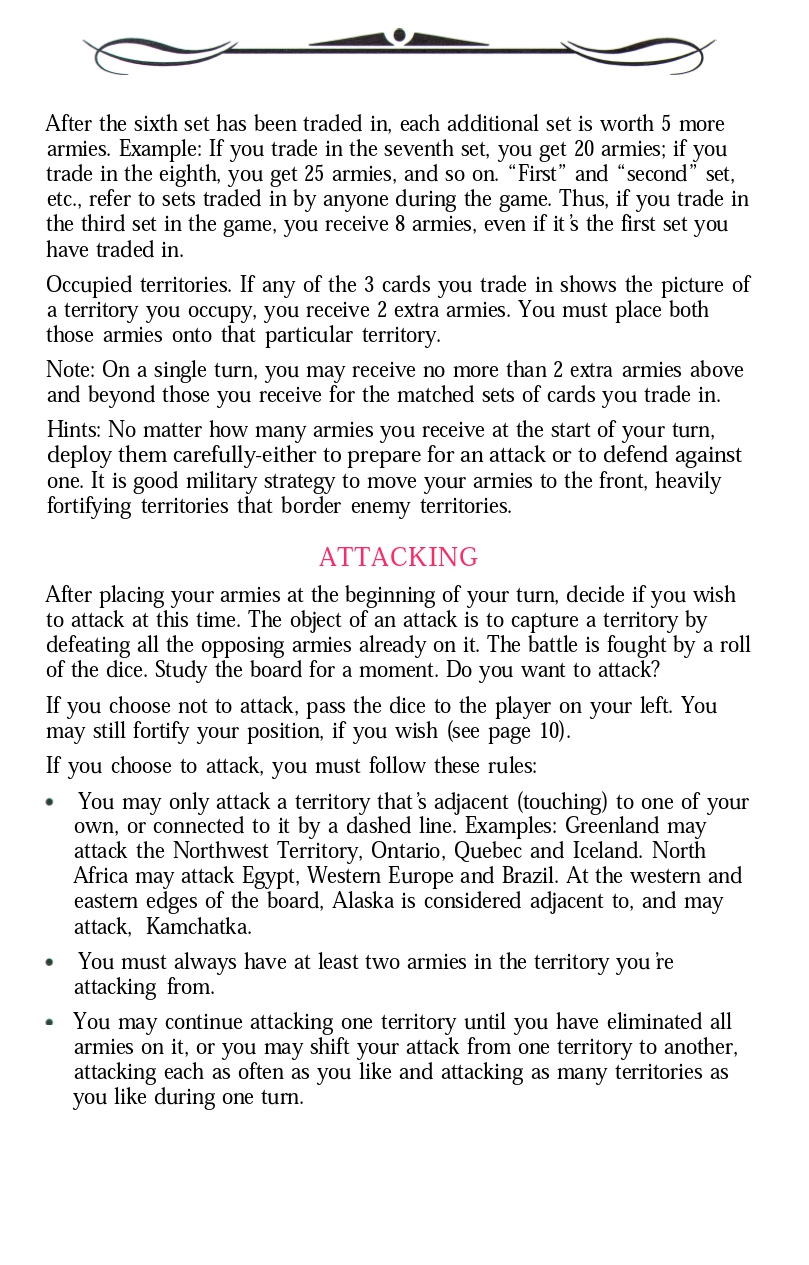 After the sixth set has been traded in, each additional set is worth 5 more
armies. Example: If you trade in the seventh set, you get 20 armies; if you
trade in the eighth, you get 25 armies, and so on. “First” and “second” set,
etc., refer to sets traded in by anyone during the game. Thus, if you trade in
the third set in the game, you receive 8 armies, even if it’s the first set you
have traded in.
Occupied territories. If any of the 3 cards you trade in shows the picture of
a territory you occupy, you receive 2 extra armies. You must place both
those armies onto that particular territory.
Note: On a single turn, you may receive no more than 2 extra armies above
and beyond those you receive for the matched sets of cards you trade in.
Hints: No matter how many armies you receive at the start of your turn,
deploy them carefully-either to prepare for an attack or to defend against
one. It is good military strategy to move your armies to the front, heavily
fortifying territories that border enemy territories.
ATTACKING
After placing your armies at the beginning of your turn, decide if you wish
to attack at this time. The object of an attack is to capture a territory by
defeating all the opposing armies already on it. The battle is fought by a roll
of the dice. Study the board for a moment. Do you want to attack?
If you choose not to attack, pass the dice to the player on your left. You
may still fortify your position, if you wish (see page 10).
If you choose to attack, you must follow these rules:
• You may only attack a territory that’s adjacent (touching) to one of your
own, or connected to it by a dashed line. Examples: Greenland may
attack the Northwest Territory, Ontario, Quebec and Iceland. North
Africa may attack Egypt, Western Europe and Brazil. At the western and
eastern edges of the board, Alaska is considered adjacent to, and may
attack, Kamchatka.
• You must always have at least two armies in the territory you’re
attacking from.
• You may continue attacking one territory until you have eliminated all
armies on it, or you may shift your attack from one territory to another,
attacking each as often as you like and attacking as many territories as
you like during one turn.